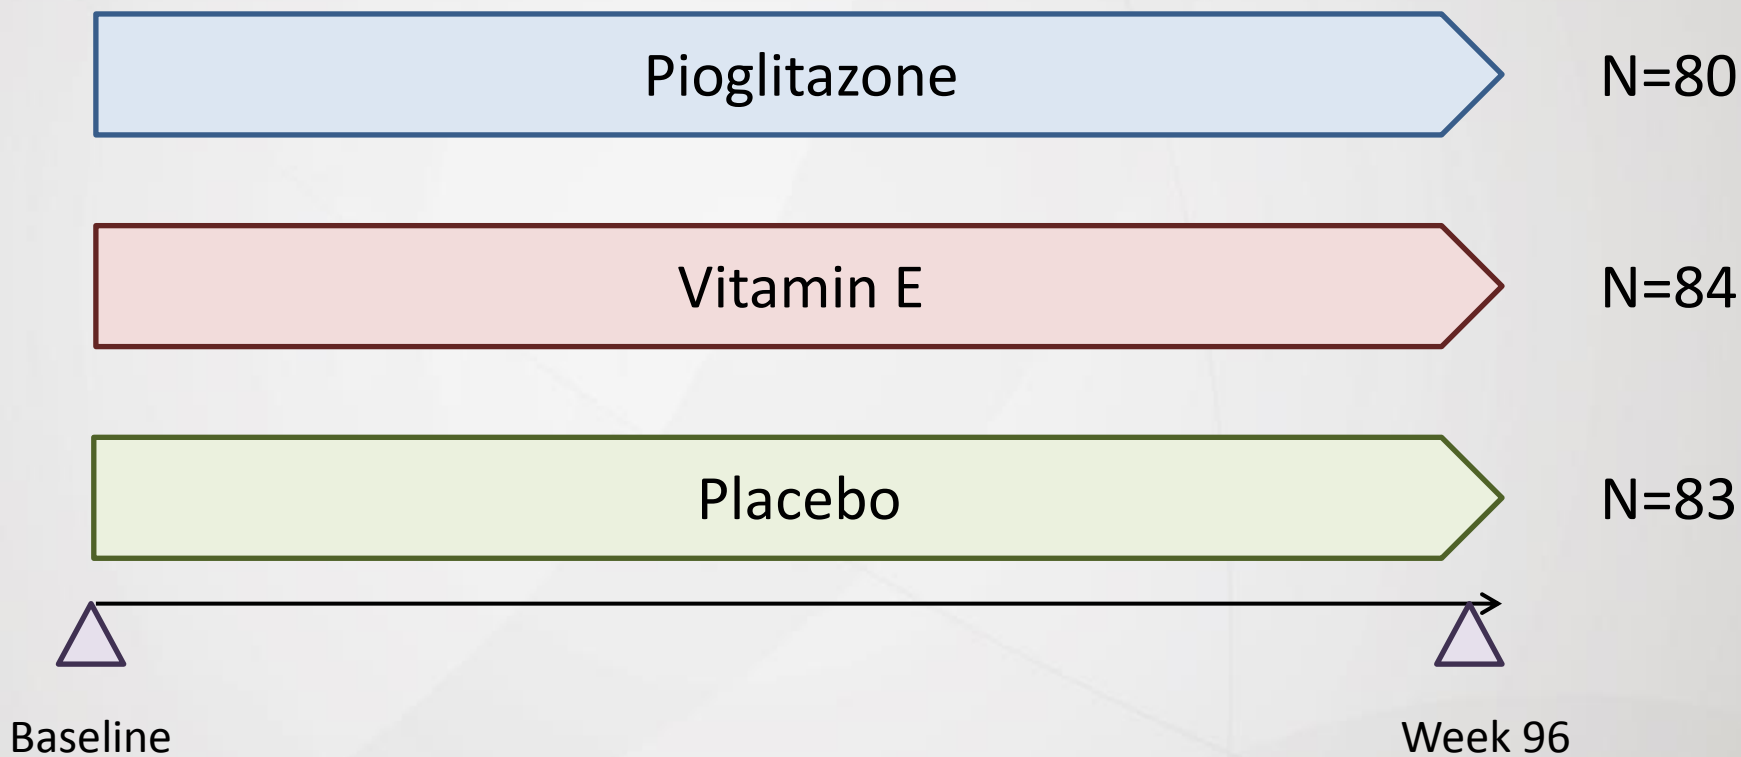 Pioglitazone N=80
Vitamin E N=84
Placebo N=83
Baseline Week 96